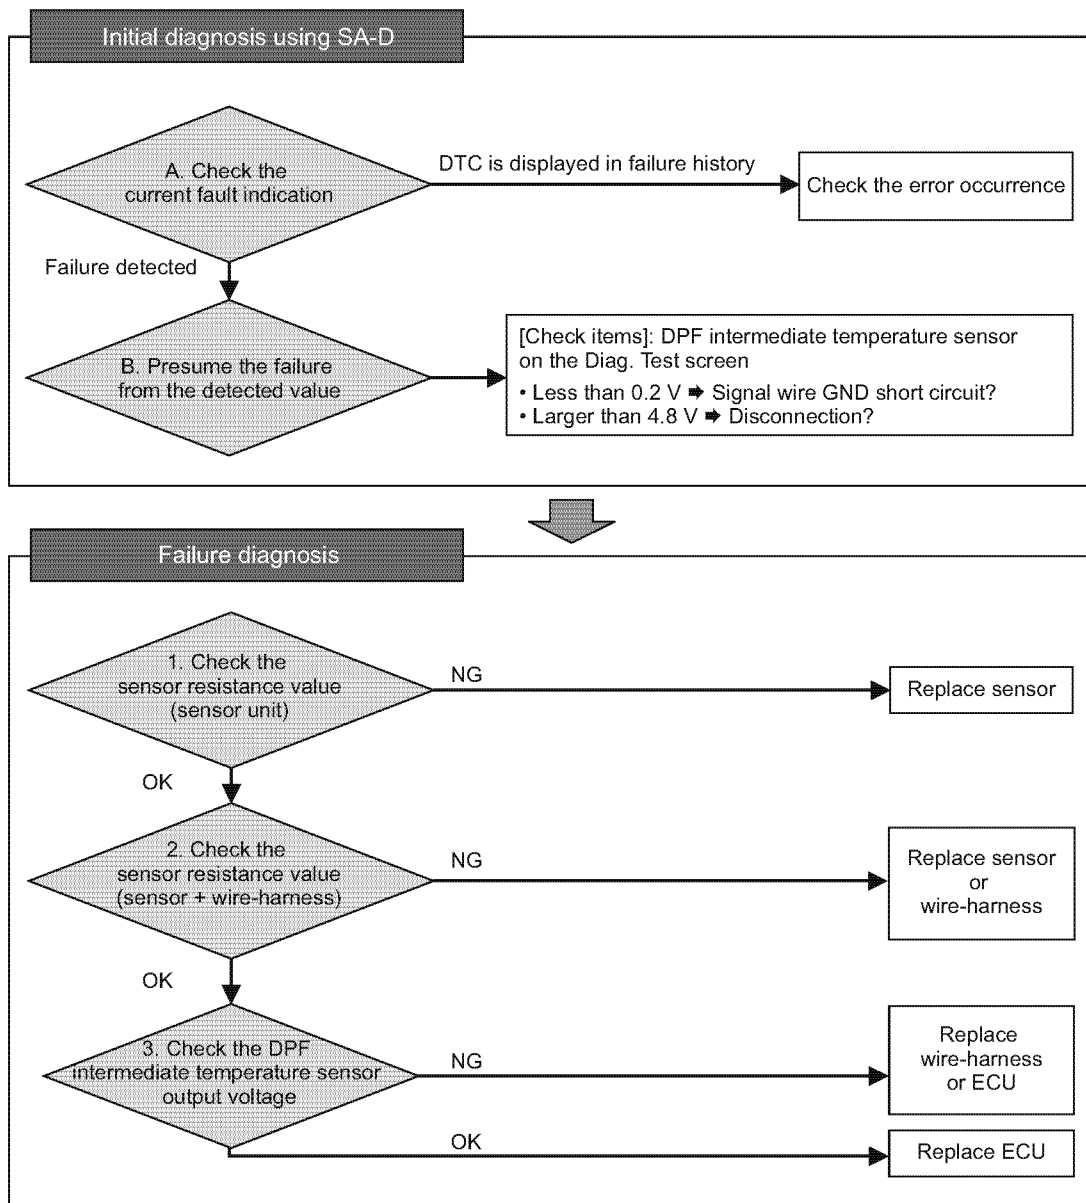 Initial diagnosis using SA-D
A. Check the
current fault indication
DTC is displayed in failure history
Check the error occurrence
Failure detected
B. Presume the failure
from the detected value
[Check items]: DPF intermediate temperature sensor
on the Diag. Test screen
• Less than 0.2 V ➡ Signal wire GND short circuit?
• Larger than 4.8 V ➡ Disconnection?
Failure diagnosis
1. Check the
sensor resistance value
(sensor unit)
NG
Replace sensor
OK
2. Check the
sensor resistance value
(sensor + wire-harness)
NG
Replace sensor
or
wire-harness
OK
3. Check the DPF
intermediate temperature sensor
output voltage
NG
Replace
wire-harness
or ECU
OK
Replace ECU